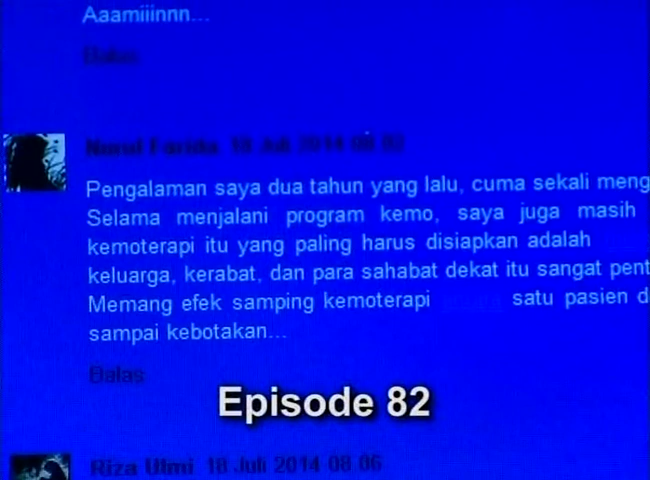 Aaamiiinnn...
Balas
Nurul Farida 18 Juli 2014 08.02
Pengalaman saya dua tahun yang lalu, cuma sekali meng
Selama menjalani program kemo, saya juga masih
kemoterapi itu yang paling harus disiapkan adalah
keluarga, kerabat, dan para sahabat dekat itu sangat pent
Memang efek samping kemoterapi satu pasien d
sampai kebotakan...
Balas
Episode 82
Riza Ulmi 18 Juli 2014 08.06